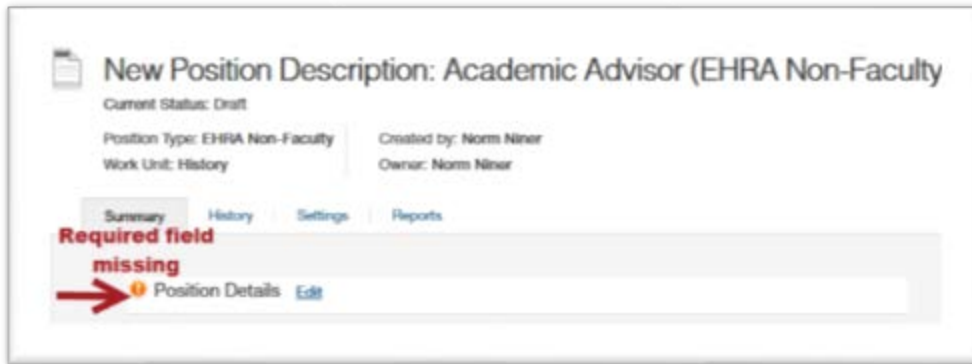 New Position Description: Academic Advisor (EHRA Non-Faculty
Current Status: Draft
Position Type: EHRA Non-Faculty Created by: Norm Niner
Work Unit: History Owner: Norm Niner
Summary History Settings Reports
Required field
missing
Position Details Edit